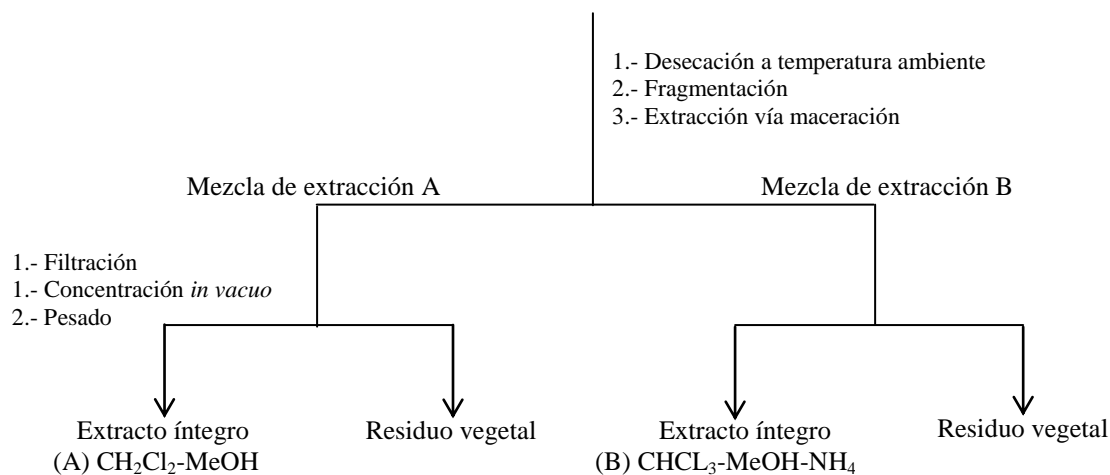 1.- Desecación a temperatura ambiente
2.- Fragmentación
3.- Extracción vía maceración
Mezcla de extracción A
Mezcla de extracción B
1.- Filtración
1.- Concentración in vacuo
2.- Pesado
Extracto íntegro
(A) CH₂Cl₂-MeOH
Residuo vegetal
Extracto íntegro
(B) CHCL₃-MeOH-NH₄
Residuo vegetal